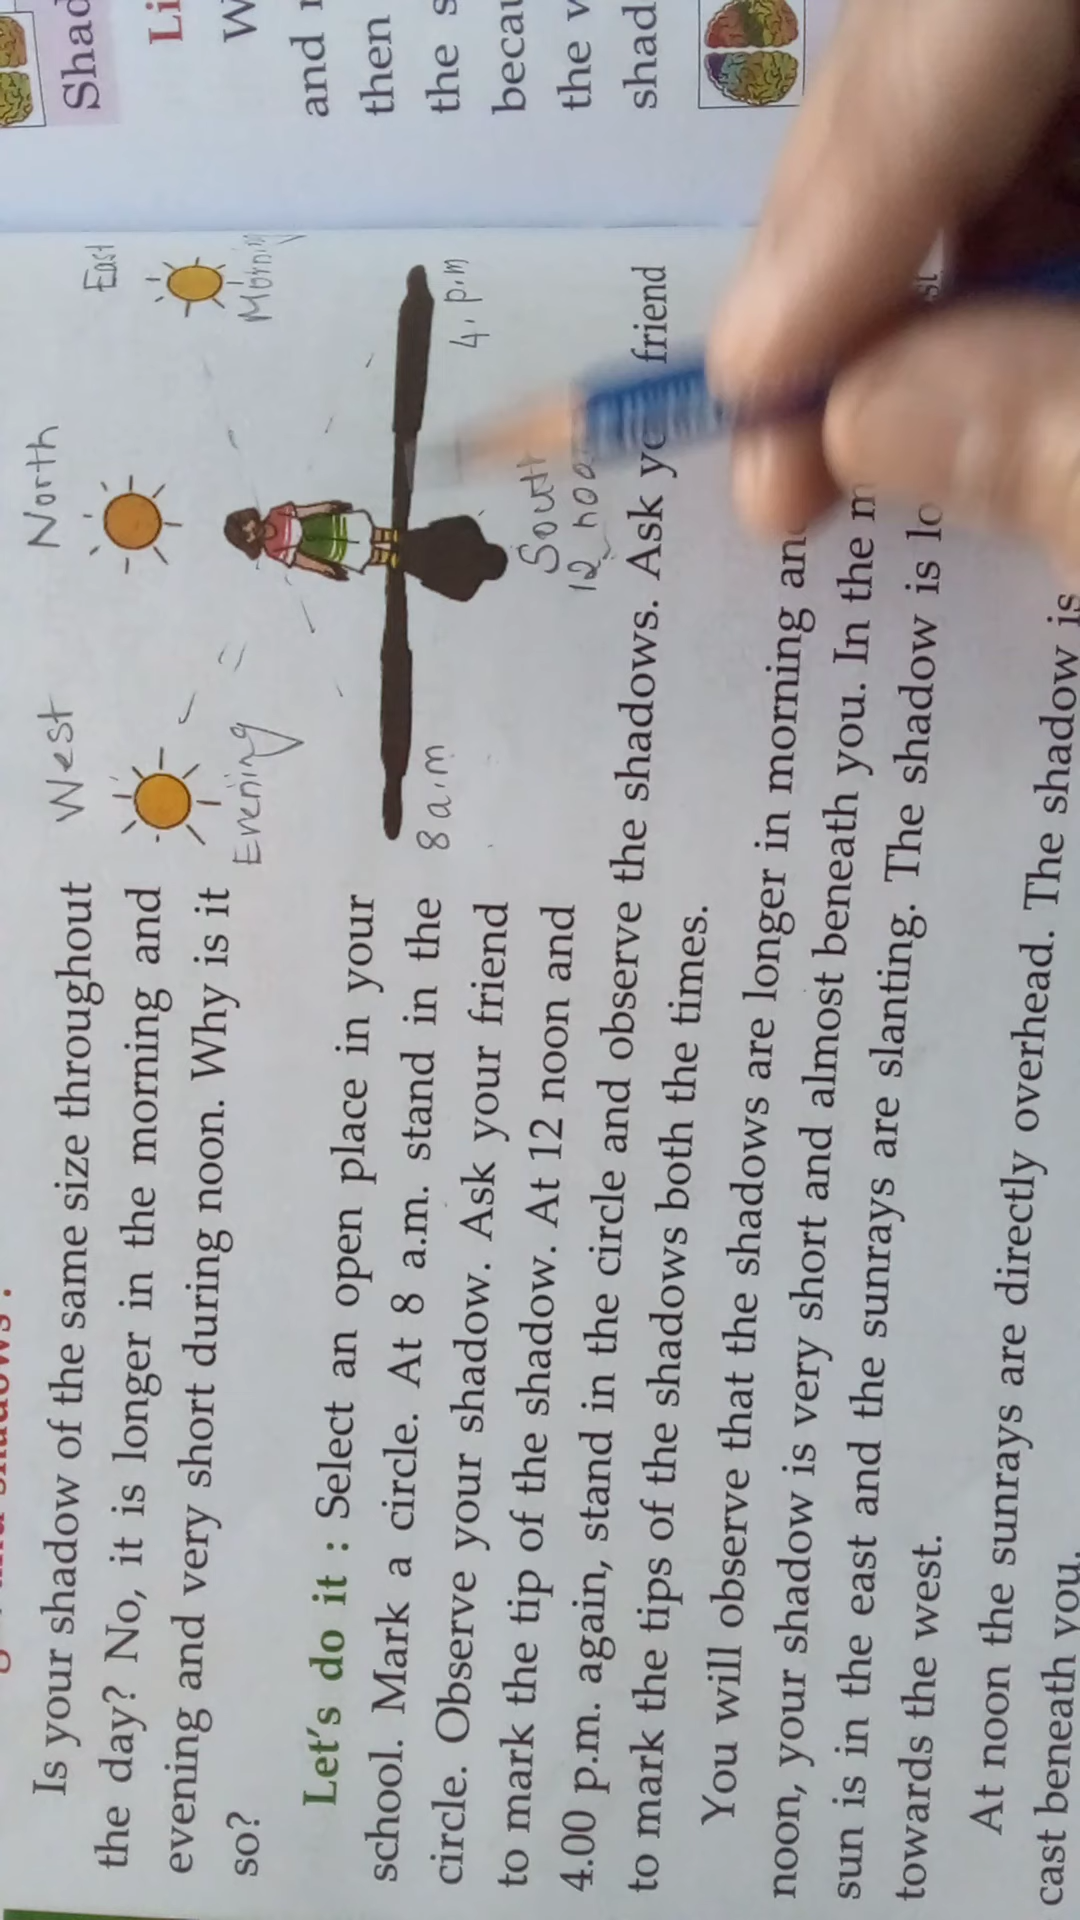 Is your shadow of the same size throughout
the day? No, it is longer in the morning and
evening and very short during noon. Why is it
so?
West
North
East
Evening
Morning
8 a.m
4. p.m
South
12 noo
Let's do it : Select an open place in your
school. Mark a circle. At 8 a.m. stand in the
circle. Observe your shadow. Ask your friend
to mark the tip of the shadow. At 12 noon and
4.00 p.m. again, stand in the circle and observe the shadows. Ask friend
to mark the tips of the shadows both the times.
You will observe that the shadows are longer in morning
noon, your shadow is very short and almost beneath you. In the
sun is in the east and the sunrays are slanting. The shadow is
towards the west.
At noon the sunrays are directly overhead. The shadow is
cast beneath you.
Shad
Li
W
and
then
the s
becau
the
shad